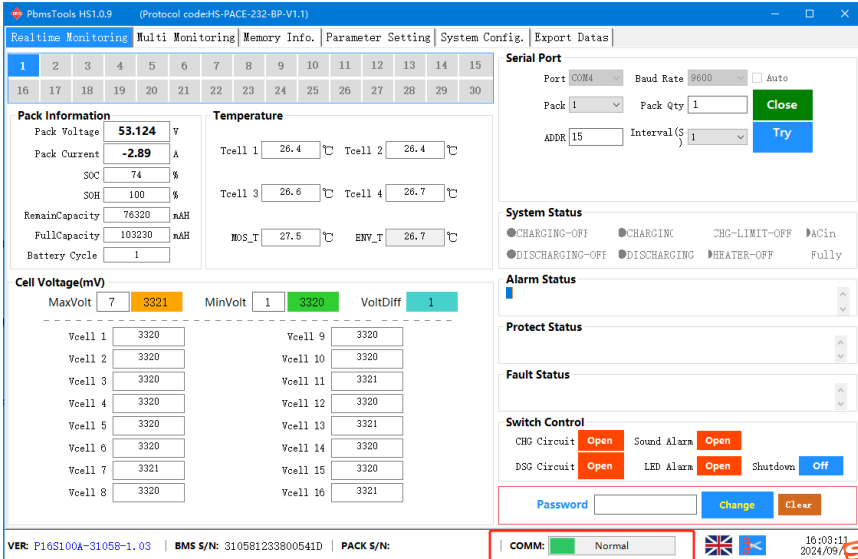 PbmsTools HS1.0.9 (Protocol code:HS-PACE-232-BP-V1.1)
Realtime Monitoring Multi Monitoring Memory Info. Parameter Setting System Config. Export Datas
1 2 3 4 5 6 7 8 9 10 11 12 13 14 15
16 17 18 19 20 21 22 23 24 25 26 27 28 29 30
Pack Information
Pack Voltage 53.124 V
Pack Current -2.89 A
SOC 74 %
SOH 100 %
RemainCapacity 76320 mAH
FullCapacity 103230 mAH
Battery Cycle 1
Temperature
Tcell 1 26.4 ℃ Tcell 2 26.4 ℃
Tcell 3 26.6 ℃ Tcell 4 26.7 ℃
MOS_T 27.5 ℃ ENV_T 26.7 ℃
Cell Voltage(mV)
MaxVolt 7 3321 MinVolt 1 3320 VoltDiff 1
Vcell 1 3320 Vcell 9 3320
Vcell 2 3320 Vcell 10 3320
Vcell 3 3320 Vcell 11 3321
Vcell 4 3320 Vcell 12 3320
Vcell 5 3320 Vcell 13 3321
Vcell 6 3320 Vcell 14 3320
Vcell 7 3321 Vcell 15 3320
Vcell 8 3320 Vcell 16 3321
Serial Port
Port COM4 Baud Rate 9600 Auto
Pack 1 Pack Qty 1 Close
ADDR 15 Interval(S) 1 Try
System Status
CHARGING-OFF CHARGING CHG-LIMIT-OFF ACin
DISCHARGING-OFF DISCHARGING HEATER-OFF Fully
Alarm Status
Protect Status
Fault Status
Switch Control
CHG Circuit Open Sound Alarm Open
DSG Circuit Open LED Alarm Open Shutdown Off
Password Change Clear
VER: P16S100A-31058-1.03 BMS S/N: 310581233800541D PACK S/N: COMM: Normal
16:03:11
2024/09/